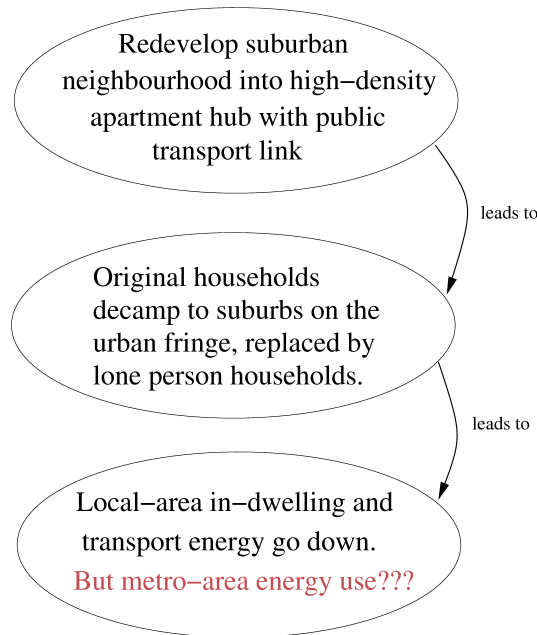 Redevelop suburban
neighbourhood into high−density
apartment hub with public
transport link
leads to
Original households
decamp to suburbs on the
urban fringe, replaced by
lone person households.
leads to
Local−area in−dwelling and
transport energy go down.
But metro−area energy use???